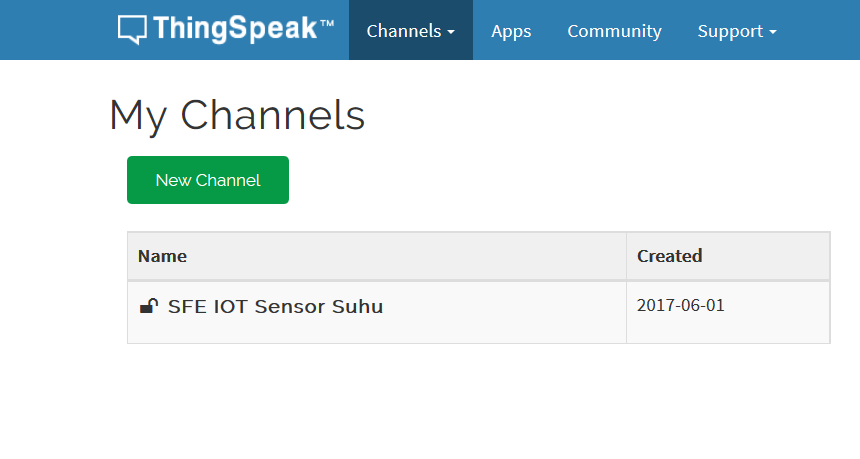 ThingSpeak™ Channels Apps Community Support
My Channels
New Channel
Name Created
SFE IOT Sensor Suhu 2017-06-01